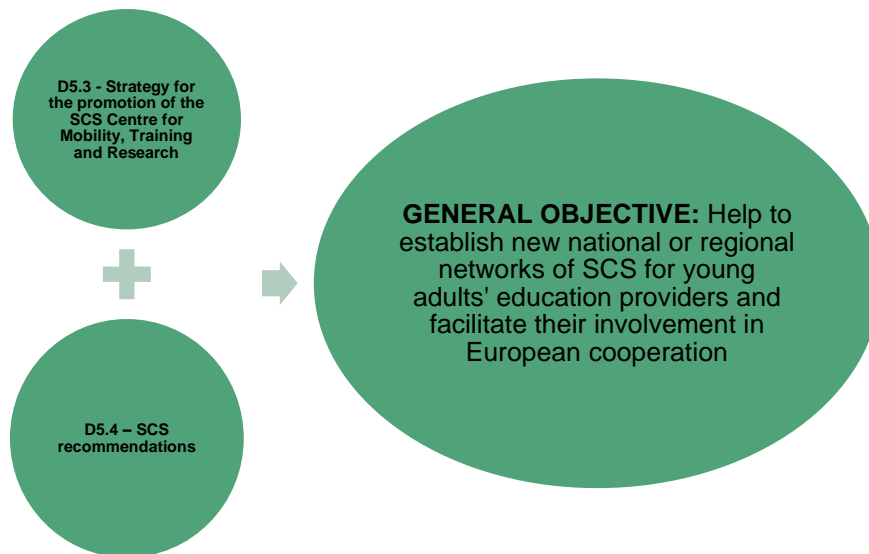 D5.3 - Strategy for
the promotion of the
SCS Centre for
Mobility, Training
and Research
D5.4 – SCS
recommendations
GENERAL OBJECTIVE: Help to
establish new national or regional
networks of SCS for young
adults' education providers and
facilitate their involvement in
European cooperation